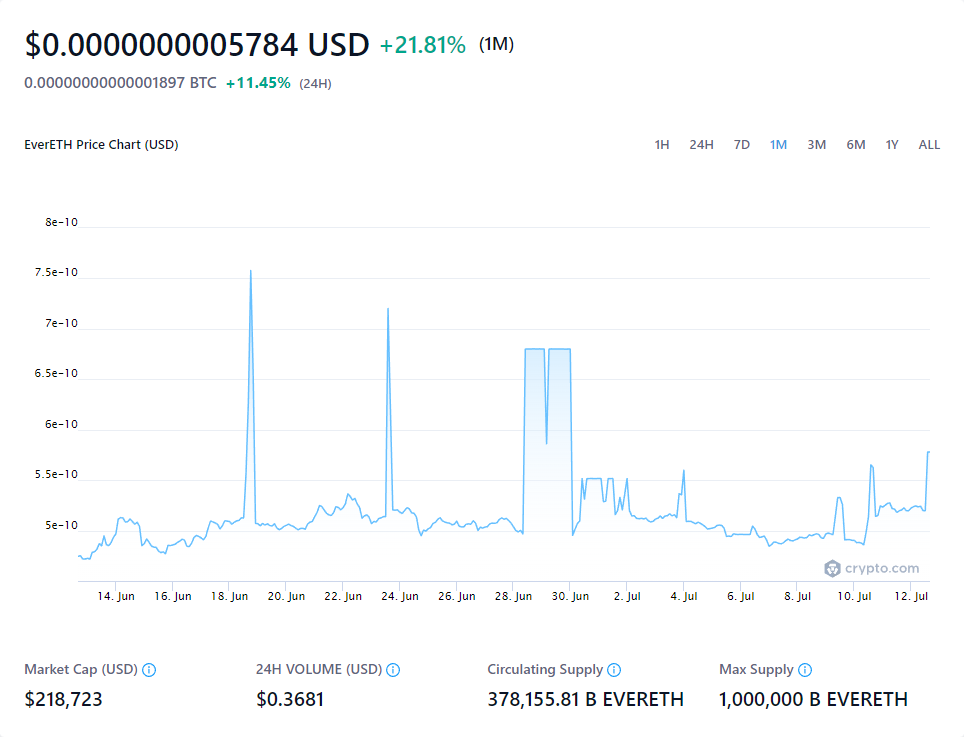 $0.0000000005784 USD +21.81% (1M)
0.00000000000001897 BTC +11.45% (24H)
EverETH Price Chart (USD)
1H 24H 7D 1M 3M 6M 1Y ALL
8e-10
7.5e-10
7e-10
6.5e-10
6e-10
5.5e-10
5e-10
crypto.com
14. Jun 16. Jun 18. Jun 20. Jun 22. Jun 24. Jun 26. Jun 28. Jun 30. Jun 2. Jul 4. Jul 6. Jul 8. Jul 10. Jul 12. Jul
Market Cap (USD) 24H VOLUME (USD) Circulating Supply Max Supply
$218,723 $0.3681 378,155.81 B EVERETH 1,000,000 B EVERETH